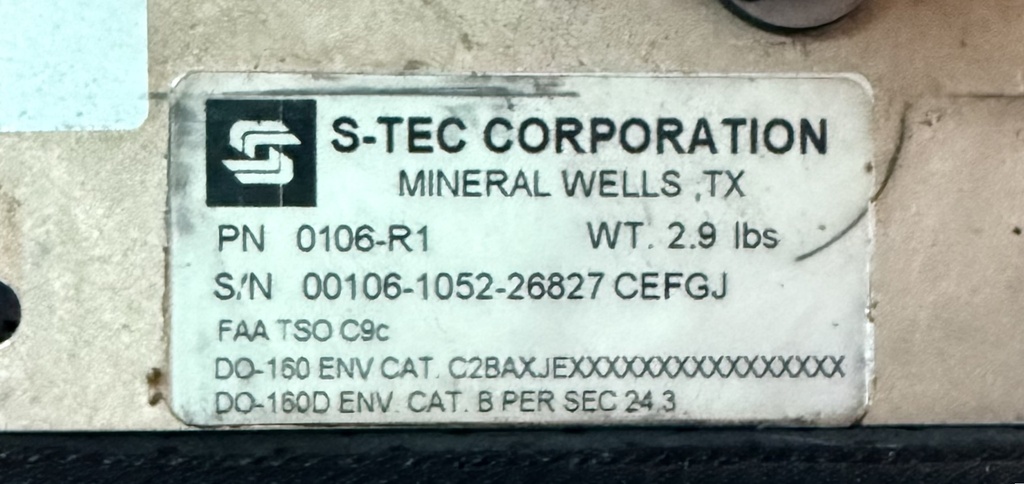 S-TEC CORPORATION
MINERAL WELLS ,TX
PN 0106-R1 WT. 2.9 lbs
S/N 00106-1052-26827 CEFGJ
FAA TSO C9c
DO-160 ENV CAT. C2BAXJEXXXXXXXXXXXXXXXX
DO-160D ENV. CAT. B PER SEC 24.3